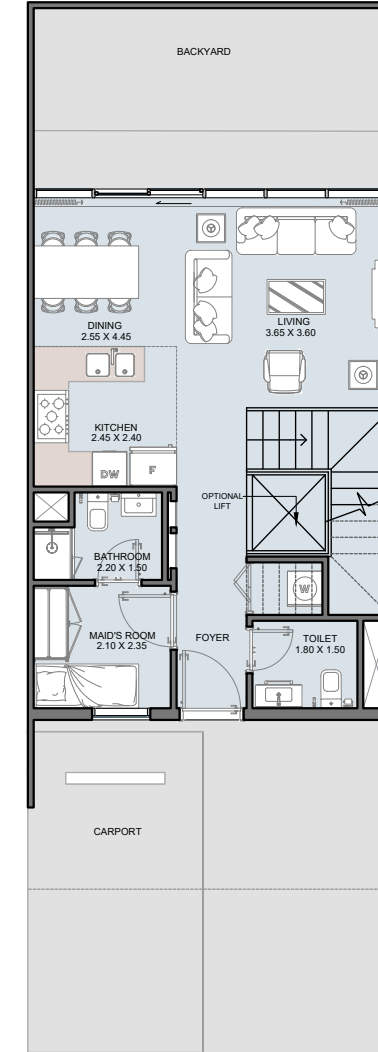 BACKYARD
DINING
2.55 X 4.45
LIVING
3.65 X 3.60
KITCHEN
2.45 X 2.40
DW
F
OPTIONAL
LIFT
BATHROOM
2.20 X 1.50
W
MAID'S ROOM
2.10 X 2.35
FOYER
TOILET
1.80 X 1.50
CARPORT